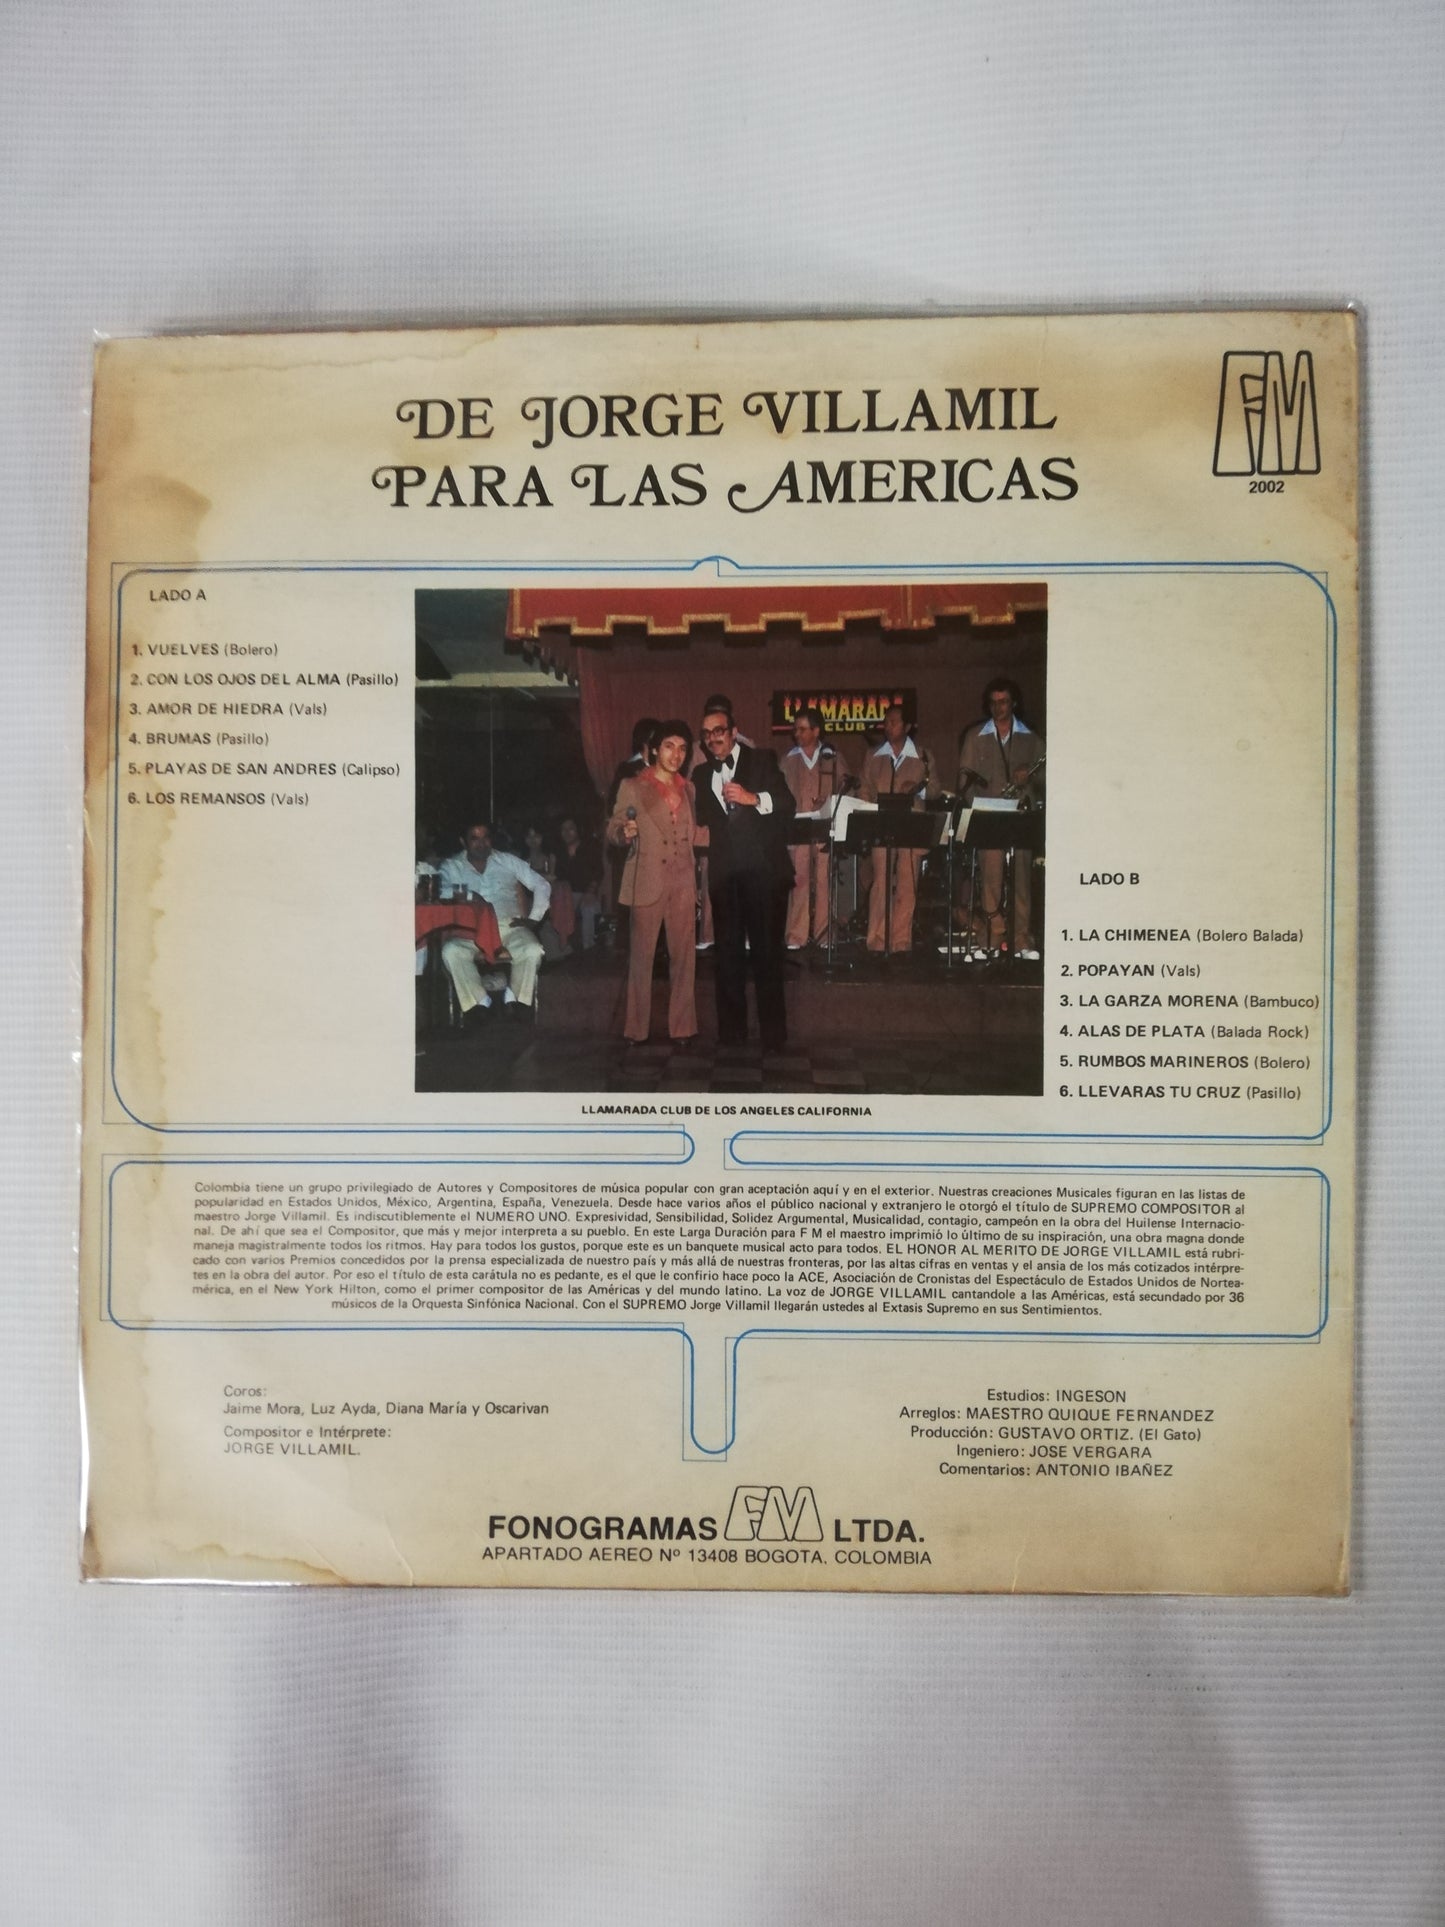 DE JORGE VILLAMIL
PARA LAS AMERICAS
FM
2002
LADO A
1. VUELVES (Bolero)
2. CON LOS OJOS DEL ALMA (Pasillo)
3. AMOR DE HIEDRA (Vals)
4. BRUMAS (Pasillo)
5. PLAYAS DE SAN ANDRES (Calipso)
6. LOS REMANSOS (Vals)
LLAMARADA
CLUB
LADO B
1. LA CHIMENEA (Bolero Balada)
2. POPAYAN (Vals)
3. LA GARZA MORENA (Bambuco)
4. ALAS DE PLATA (Balada Rock)
5. RUMBOS MARINEROS (Bolero)
6. LLEVARAS TU CRUZ (Pasillo)
LLAMARADA CLUB DE LOS ANGELES CALIFORNIA
Colombia tiene un grupo privilegiado de Autores y Compositores de música popular con gran aceptación aquí y en el exterior. Nuestras creaciones Musicales figuran en las listas de
popularidad en Estados Unidos, México, Argentina, España, Venezuela. Desde hace varios años el público nacional y extranjero le otorgó el título de SUPREMO COMPOSITOR al
maestro Jorge Villamil. Es indiscutiblemente el NUMERO UNO. Expresividad, Sensibilidad, Solidez Argumental, Musicalidad, contagio, campeón en la obra del Huilense Internacio-
nal. De ahí que sea el Compositor, que más y mejor interpreta a su pueblo. En este Larga Duración para F M el maestro imprimió lo último de su inspiración, una obra magna donde
maneja magistralmente todos los ritmos. Hay para todos los gustos, porque este es un banquete musical acto para todos. EL HONOR AL MERITO DE JORGE VILLAMIL está rubri-
cado con varios Premios concedidos por la prensa especializada de nuestro país y más allá de nuestras fronteras, por las altas cifras en ventas y el ansia de los más cotizados intérpre-
tes en la obra del autor. Por eso el título de esta carátula no es pedante, es el que le confirio hace poco la ACE, Asociación de Cronistas del Espectáculo de Estados Unidos de Nortea-
mérica, en el New York Hilton, como el primer compositor de las Américas y del mundo latino. La voz de JORGE VILLAMIL cantandole a las Américas, está secundado por 36
músicos de la Orquesta Sinfónica Nacional. Con el SUPREMO Jorge Villamil llegarán ustedes al Extasis Supremo en sus Sentimientos.
Coros:
Jaime Mora, Luz Ayda, Diana María y Oscarivan
Compositor e Intérprete:
JORGE VILLAMIL.
Estudios: INGESON
Arreglos: MAESTRO QUIQUE FERNANDEZ
Producción: GUSTAVO ORTIZ. (El Gato)
Ingeniero: JOSE VERGARA
Comentarios: ANTONIO IBAÑEZ
FONOGRAMAS FM LTDA.
APARTADO AEREO Nº 13408 BOGOTA, COLOMBIA